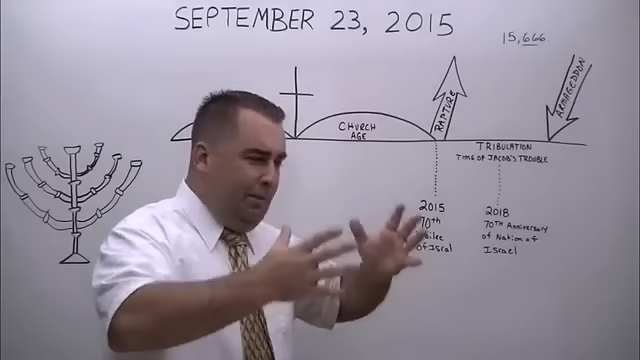 SEPTEMBER 23, 2015
15,666
RAPTURE
ARMAGEDDON
CHURCH
AGE
TRIBULATION
TIME OF JACOB'S TROUBLE
2015
70th
of Isral
2018
70th Anniversary
of Nation of
Israel